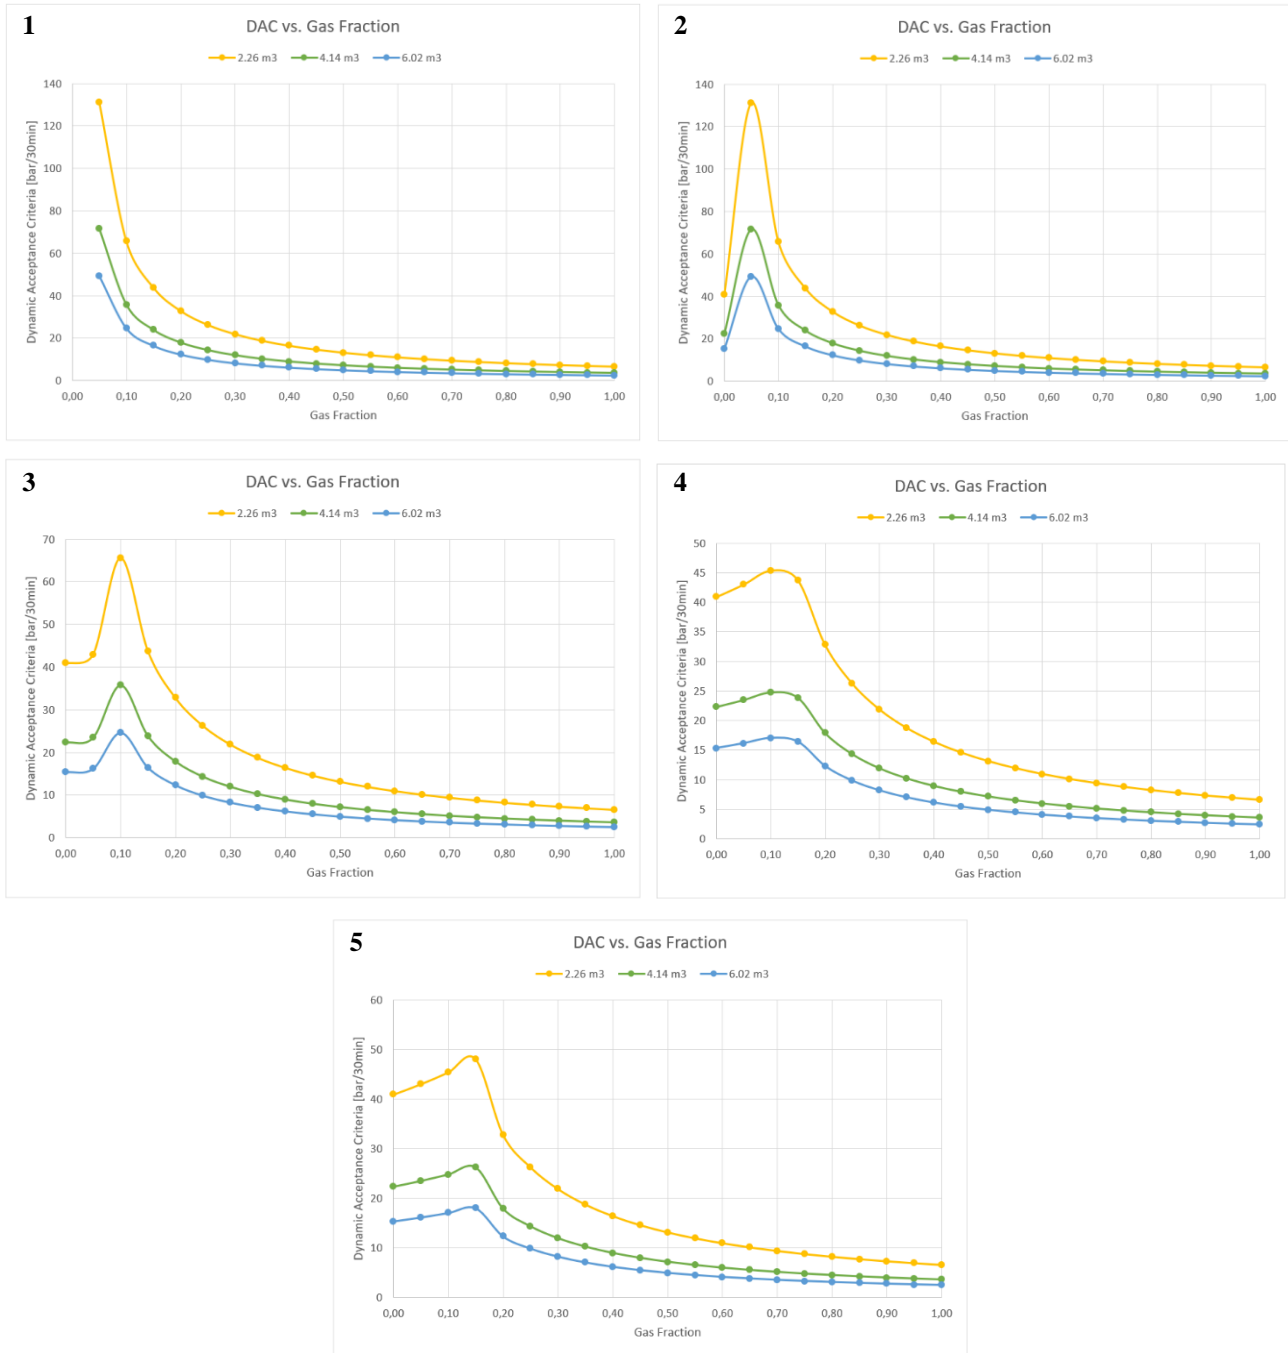 1
DAC vs. Gas Fraction
2.26 m3 4.14 m3 6.02 m3
Dynamic Acceptance Criteria [bar/30min]
140
120
100
80
60
40
20
0
0,00 0,10 0,20 0,30 0,40 0,50 0,60 0,70 0,80 0,90 1,00
Gas Fraction
2
DAC vs. Gas Fraction
2.26 m3 4.14 m3 6.02 m3
Dynamic Acceptance Criteria [bar/30min]
140
120
100
80
60
40
20
0
0,00 0,10 0,20 0,30 0,40 0,50 0,60 0,70 0,80 0,90 1,00
Gas Fraction
3
DAC vs. Gas Fraction
2.26 m3 4.14 m3 6.02 m3
Dynamic Acceptance Criteria [bar/30min]
70
60
50
40
30
20
10
0
0,00 0,10 0,20 0,30 0,40 0,50 0,60 0,70 0,80 0,90 1,00
Gas Fraction
4
DAC vs. Gas Fraction
2.26 m3 4.14 m3 6.02 m3
Dynamic Acceptance Criteria [bar/30min]
50
45
40
35
30
25
20
15
10
5
0
0,00 0,10 0,20 0,30 0,40 0,50 0,60 0,70 0,80 0,90 1,00
Gas Fraction
5
DAC vs. Gas Fraction
2.26 m3 4.14 m3 6.02 m3
Dynamic Acceptance Criteria [bar/30min]
60
50
40
30
20
10
0
0,00 0,10 0,20 0,30 0,40 0,50 0,60 0,70 0,80 0,90 1,00
Gas Fraction